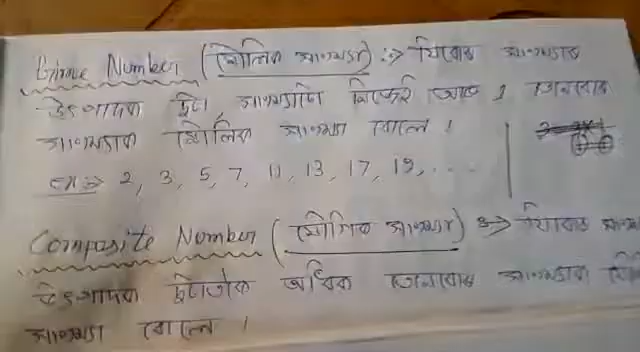 Prime Number (মৌলিক সংখ্যা) :→ যিবোৰ সংখ্যাৰ
উৎপাদক দুটা সংখ্যাটি নিজেই আৰু 1 তেনেবোৰ
সংখ্যাক মৌলিক সংখ্যা বোলে।
ex :→ 2, 3, 5, 7, 11, 13, 17, 19, ...
Composite Number (যৌগিক সংখ্যা) :→ যিবোৰ
উৎপাদক দুটাতকৈ অধিক তেনেবোৰ সংখ্যাক
সংখ্যা বোলে।